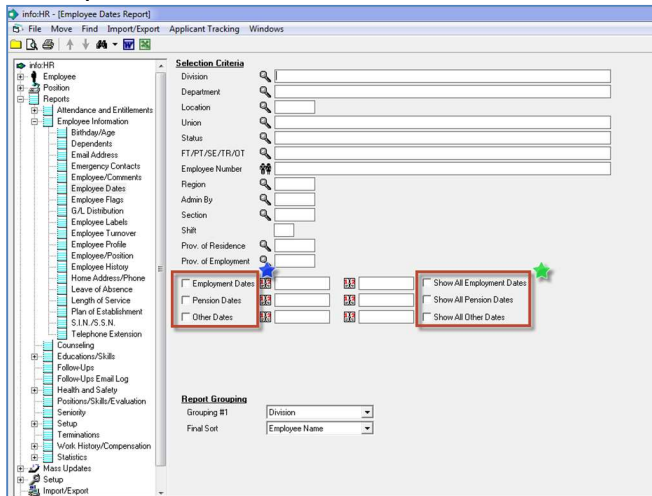 info:HR - [Employee Dates Report]
File Move Find Import/Export Applicant Tracking Windows
info:HR
Employee
Position
Reports
Attendance and Entitlements
Employee Information
Birthday/Age
Dependents
Email Address
Emergency Contacts
Employee/Comments
Employee Dates
Employee Flags
G/L Distribution
Employee Labels
Employee Turnover
Employee Profile
Employee/Position
Employee History
Home Address/Phone
Leave of Absence
Length of Service
Plan of Establishment
S.I.N./S.S.N.
Telephone Extension
Counseling
Educations/Skills
Follow-Ups
Follow-Ups Email Log
Health and Safety
Positions/Skills/Evaluation
Seniority
Setup
Terminations
Work History/Compensation
Statistics
Mass Updates
Setup
Import/Export
Selection Criteria
Division
Department
Location
Union
Status
FT/PT/SE/TR/OT
Employee Number
Region
Admin By
Section
Shift
Prov. of Residence
Prov. of Employment
Employment Dates Show All Employment Dates
Pension Dates Show All Pension Dates
Other Dates Show All Other Dates
Report Grouping
Grouping #1 Division
Final Sort Employee Name